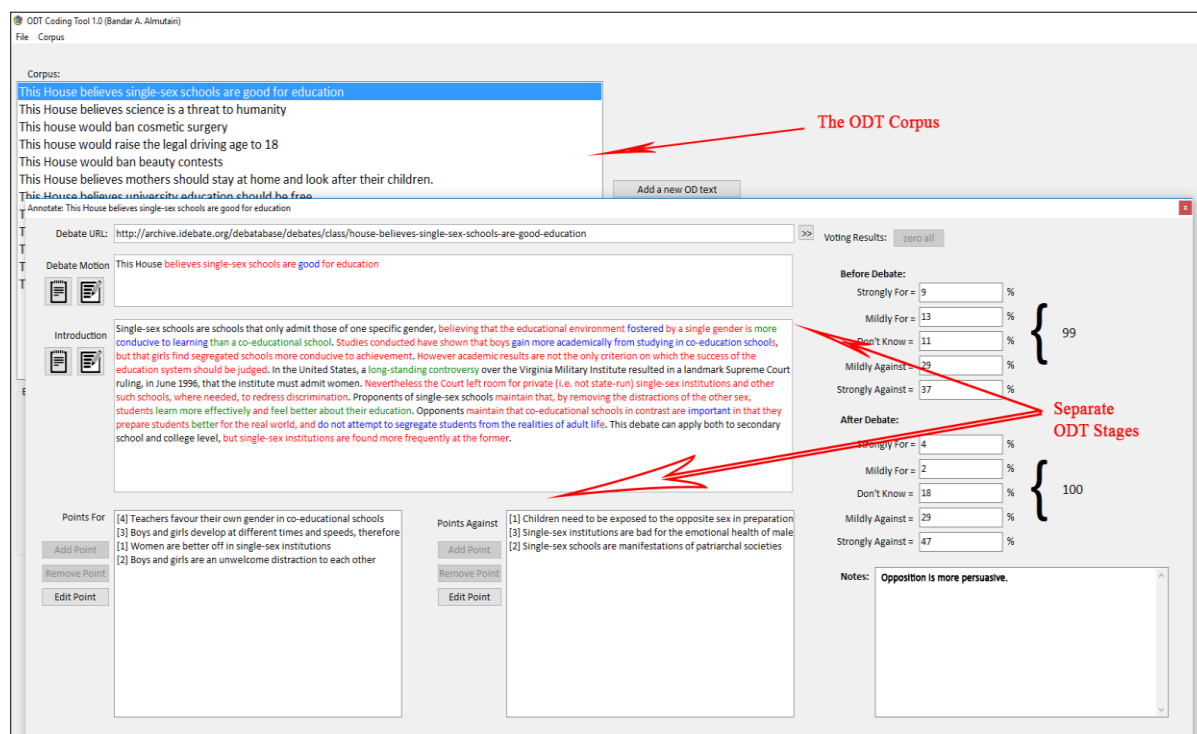 ODT Coding Tool 1.0 (Bandar A. Almutairi)
File Corpus
Corpus:
This House believes single-sex schools are good for education
This House believes science is a threat to humanity
This house would ban cosmetic surgery
This house would raise the legal driving age to 18
This House would ban beauty contests
This House believes mothers should stay at home and look after their children.
This House believes university education should be free
The ODT Corpus
Add a new OD text
Annotate: This House believes single-sex schools are good for education
x
Debate URL: http://archive.idebate.org/debatabase/debates/class/house-believes-single-sex-schools-are-good-education >>
Debate Motion This House believes single-sex schools are good for education
Introduction
Single-sex schools are schools that only admit those of one specific gender, believing that the educational environment fostered by a single gender is more
conducive to learning than a co-educational school. Studies conducted have shown that boys gain more academically from studying in co-education schools,
but that girls find segregated schools more conducive to achievement. However academic results are not the only criterion on which the success of the
education system should be judged. In the United States, a long-standing controversy over the Virginia Military Institute resulted in a landmark Supreme Court
ruling, in June 1996, that the institute must admit women. Nevertheless the Court left room for private (i.e. not state-run) single-sex institutions and other
such schools, where needed, to redress discrimination. Proponents of single-sex schools maintain that, by removing the distractions of the other sex,
students learn more effectively and feel better about their education. Opponents maintain that co-educational schools in contrast are important in that they
prepare students better for the real world, and do not attempt to segregate students from the realities of adult life. This debate can apply both to secondary
school and college level, but single-sex institutions are found more frequently at the former.
Voting Results: zero all
Before Debate:
Strongly For = 9 %
Mildly For = 13 %
Don't Know = 11 %
Mildly Against = 29 %
Strongly Against = 37 %
{ 99
After Debate:
Strongly For = 4 %
Mildly For = 2 %
Don't Know = 18 %
Mildly Against = 29 %
Strongly Against = 47 %
{ 100
Separate
ODT Stages
Points For
Add Point
Remove Point
Edit Point
[4] Teachers favour their own gender in co-educational schools
[3] Boys and girls develop at different times and speeds, therefore
[1] Women are better off in single-sex institutions
[2] Boys and girls are an unwelcome distraction to each other
Points Against
Add Point
Remove Point
Edit Point
[1] Children need to be exposed to the opposite sex in preparation
[3] Single-sex institutions are bad for the emotional health of male
[2] Single-sex schools are manifestations of patriarchal societies
Notes: Opposition is more persuasive.